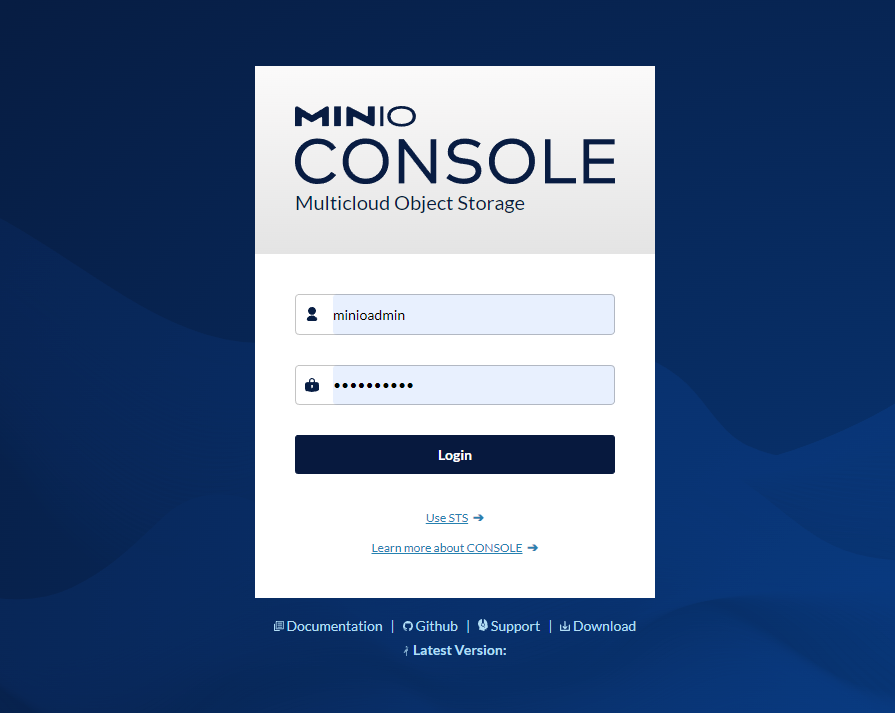 MINIO
CONSOLE
Multicloud Object Storage
minioadmin
••••••••••
Login
Use STS ➔
Learn more about CONSOLE ➔
Documentation | Github | Support | Download
Latest Version: